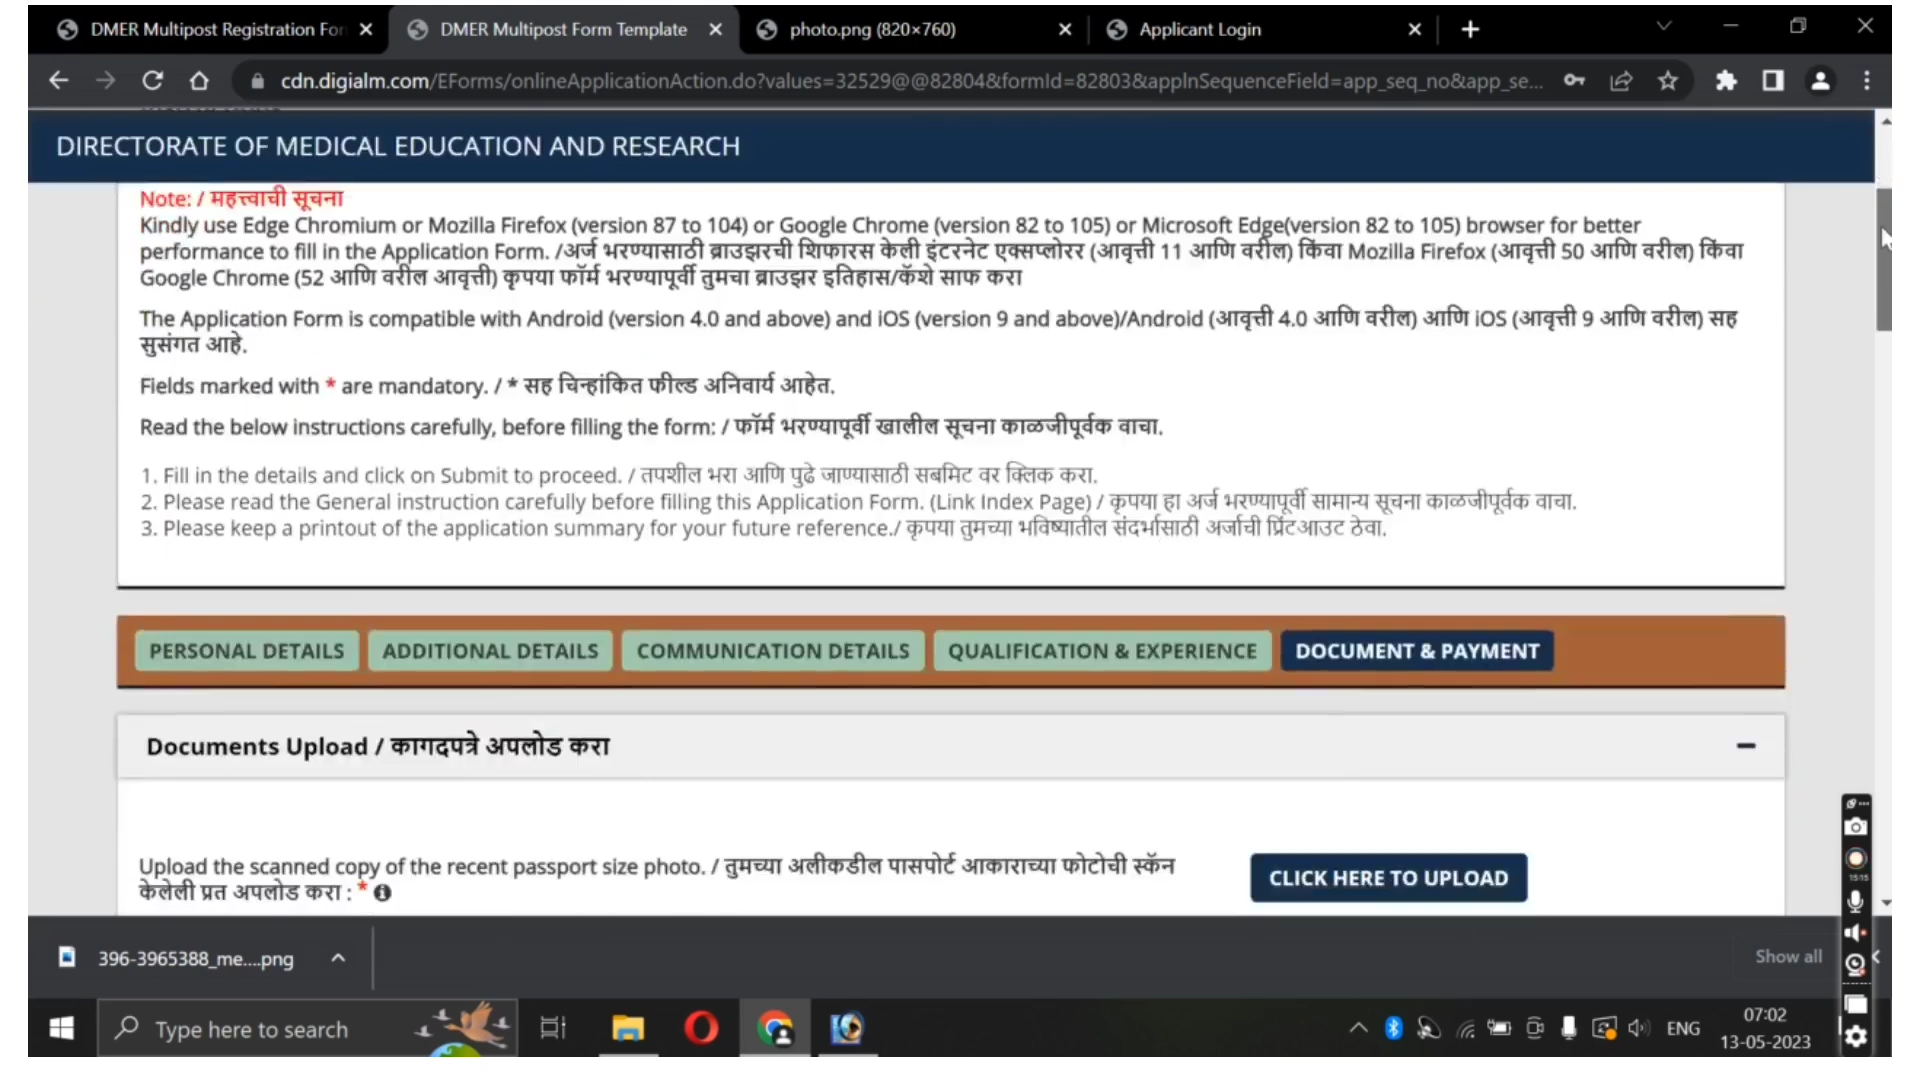 DMER Multipost Registration For
DMER Multipost Form Template
photo.png (820×760)
Applicant Login
cdn.digialm.com/EForms/onlineApplicationAction.do?values=32529@@82804&formId=82803&applnSequenceField=app_seq_no&app_se...
DIRECTORATE OF MEDICAL EDUCATION AND RESEARCH
Note: / महत्त्वाची सूचना
Kindly use Edge Chromium or Mozilla Firefox (version 87 to 104) or Google Chrome (version 82 to 105) or Microsoft Edge(version 82 to 105) browser for better
performance to fill in the Application Form. /अर्ज भरण्यासाठी ब्राउझरची शिफारस केली इंटरनेट एक्सप्लोरर (आवृत्ती 11 आणि वरील) किंवा Mozilla Firefox (आवृत्ती 50 आणि वरील) किंवा
Google Chrome (52 आणि वरील आवृत्ती) कृपया फॉर्म भरण्यापूर्वी तुमचा ब्राउझर इतिहास/कॅशे साफ करा
The Application Form is compatible with Android (version 4.0 and above) and iOS (version 9 and above)/Android (आवृत्ती 4.0 आणि वरील) आणि iOS (आवृत्ती 9 आणि वरील) सह
सुसंगत आहे.
Fields marked with * are mandatory. / * सह चिन्हांकित फील्ड अनिवार्य आहेत.
Read the below instructions carefully, before filling the form: / फॉर्म भरण्यापूर्वी खालील सूचना काळजीपूर्वक वाचा.
1. Fill in the details and click on Submit to proceed. / तपशील भरा आणि पुढे जाण्यासाठी सबमिट वर क्लिक करा.
2. Please read the General instruction carefully before filling this Application Form. (Link Index Page) / कृपया हा अर्ज भरण्यापूर्वी सामान्य सूचना काळजीपूर्वक वाचा.
3. Please keep a printout of the application summary for your future reference./ कृपया तुमच्या भविष्यातील संदर्भासाठी अर्जाची प्रिंटआउट ठेवा.
PERSONAL DETAILS
ADDITIONAL DETAILS
COMMUNICATION DETAILS
QUALIFICATION & EXPERIENCE
DOCUMENT & PAYMENT
Documents Upload / कागदपत्रे अपलोड करा
Upload the scanned copy of the recent passport size photo. / तुमच्या अलीकडील पासपोर्ट आकाराच्या फोटोची स्कॅन
केलेली प्रत अपलोड करा : *
CLICK HERE TO UPLOAD
396-3965388_me....png
Show all
15:15
Type here to search
ENG
07:02
13-05-2023